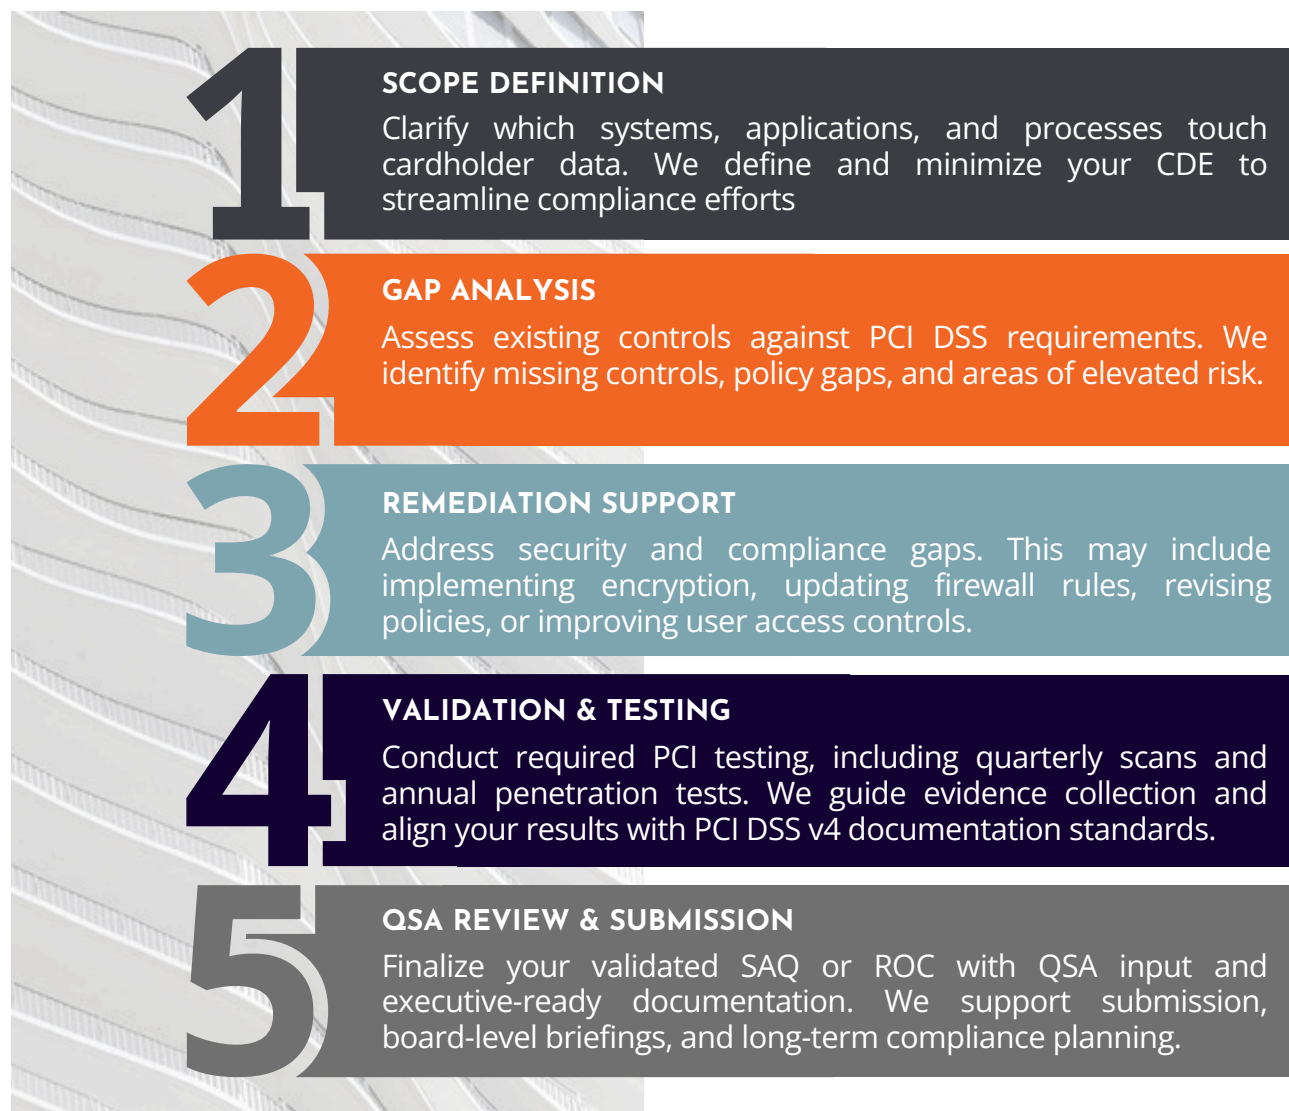 1
SCOPE DEFINITION
Clarify which systems, applications, and processes touch
cardholder data. We define and minimize your CDE to
streamline compliance efforts
2
GAP ANALYSIS
Assess existing controls against PCI DSS requirements. We
identify missing controls, policy gaps, and areas of elevated risk.
3
REMEDIATION SUPPORT
Address security and compliance gaps. This may include
implementing encryption, updating firewall rules, revising
policies, or improving user access controls.
4
VALIDATION & TESTING
Conduct required PCI testing, including quarterly scans and
annual penetration tests. We guide evidence collection and
align your results with PCI DSS v4 documentation standards.
5
QSA REVIEW & SUBMISSION
Finalize your validated SAQ or ROC with QSA input and
executive-ready documentation. We support submission,
board-level briefings, and long-term compliance planning.